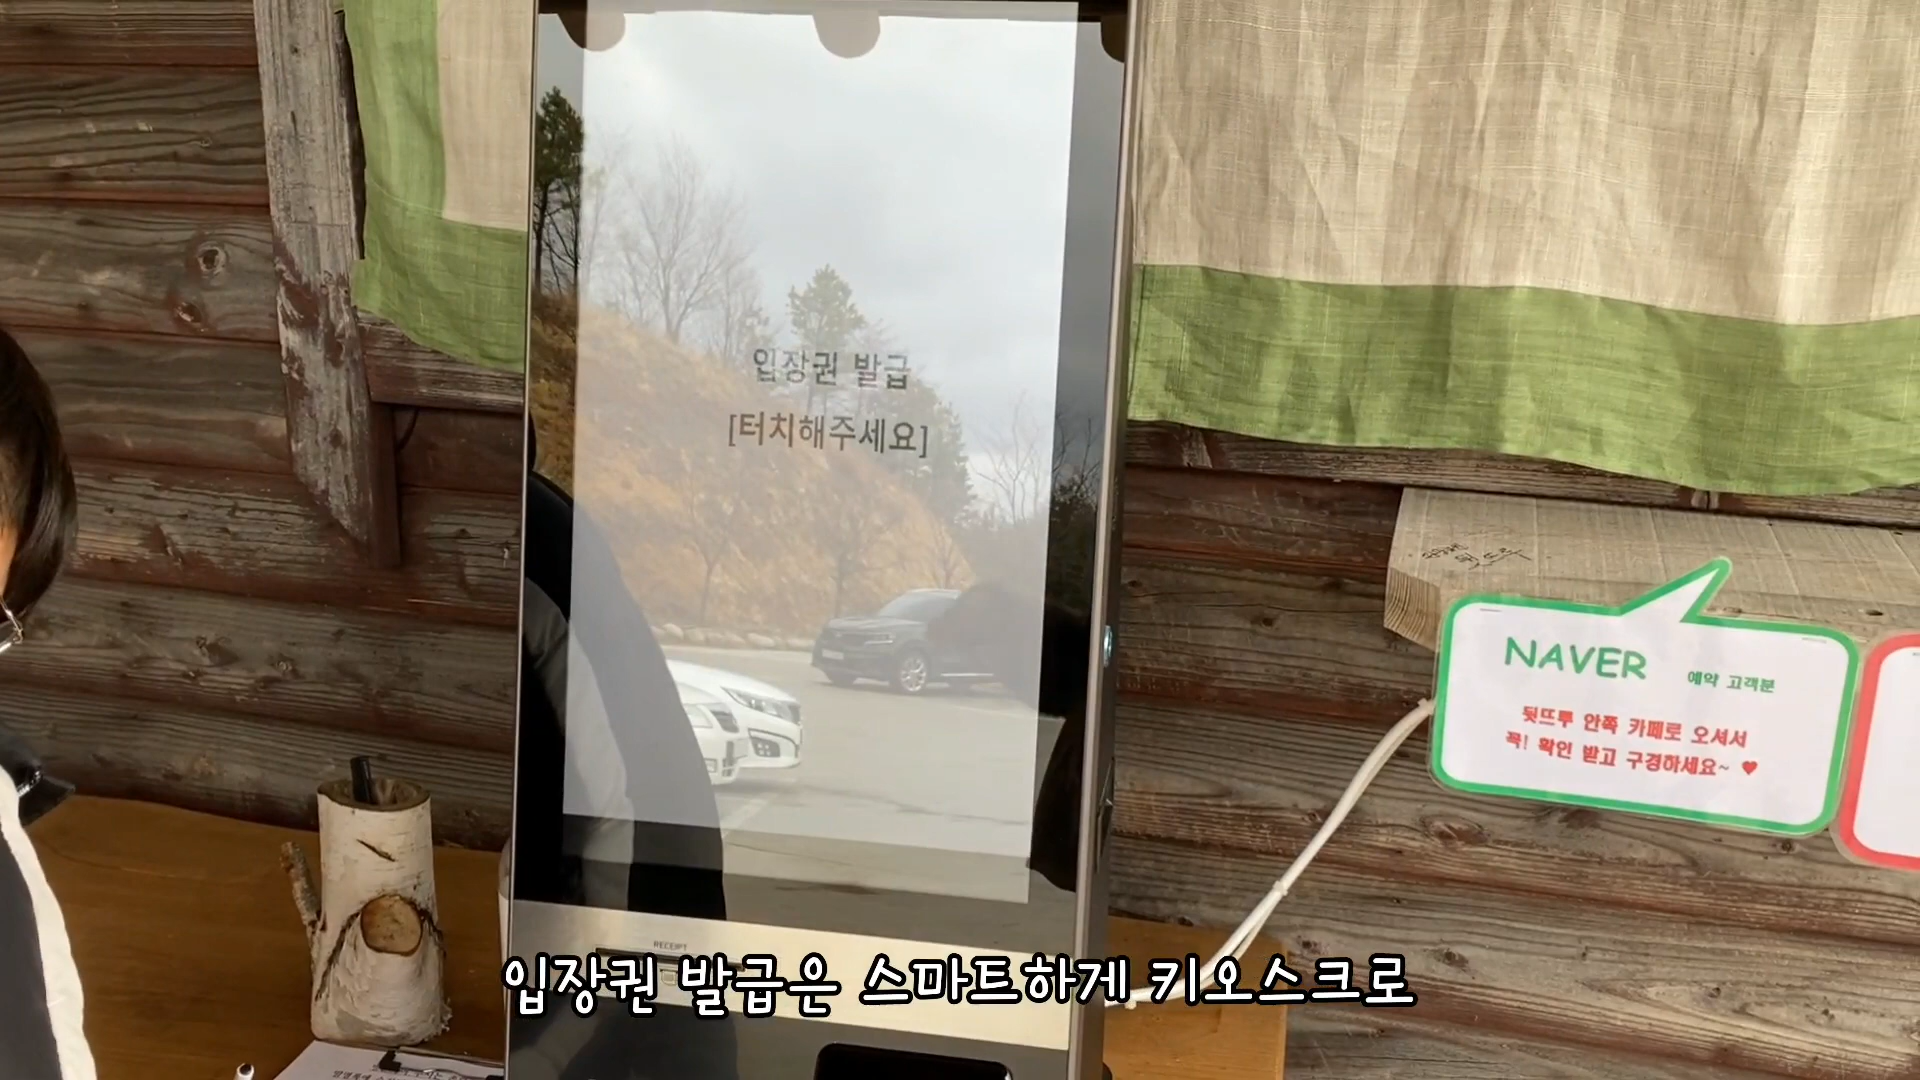 입장권 발급
[터치해주세요]
NAVER 예약 고객분
뒷뜨루 안쪽 카페로 오셔서
꼭! 확인 받고 구경하세요~ ♥
RECEIPT
입장권 발급은 스마트하게 키오스크로